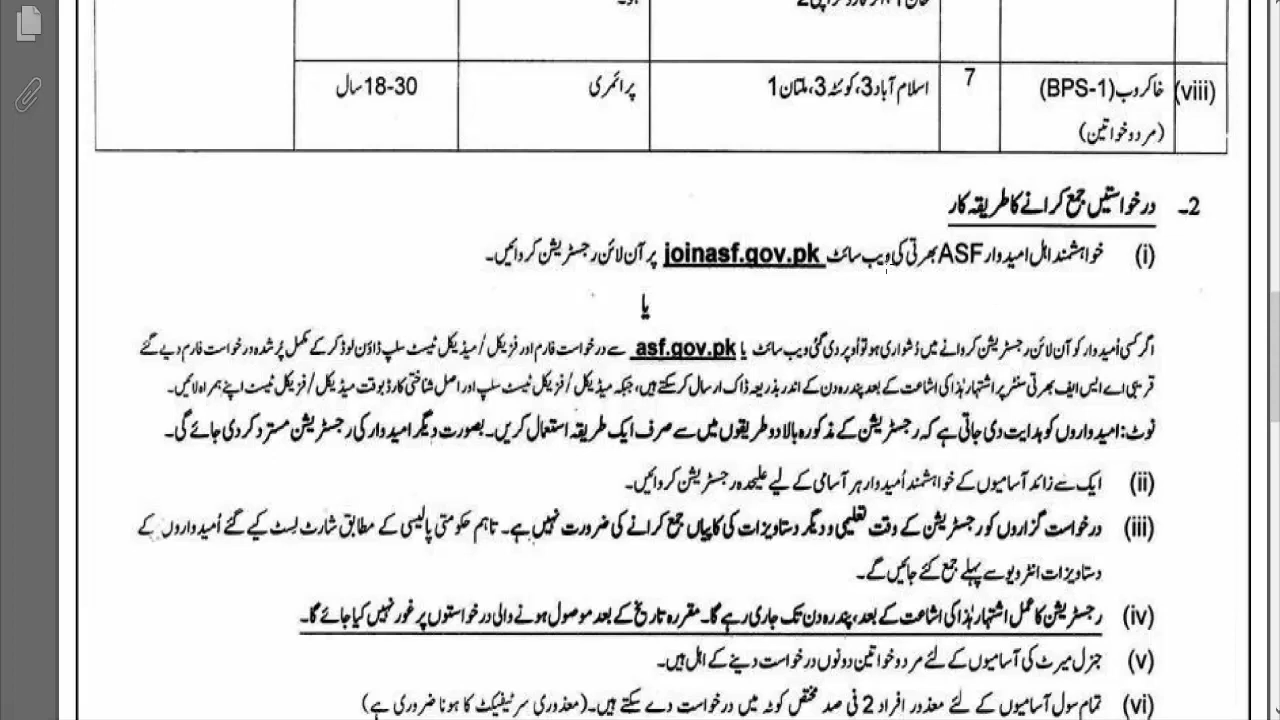 (viii) خاکروب (BPS-1) 7 اسلام آباد 3، کوئٹہ 3، ملتان 1 پرائمری 18-30 سال
(مرد و خواتین)
2۔ درخواستیں جمع کرانے کا طریقہ کار
(i) خواہشمند اہل امیدوار ASF بھرتی کی ویب سائٹ joinasf.gov.pk پر آن لائن رجسٹریشن کروائیں۔
یا
اگر کسی اُمیدوار کو آن لائن رجسٹریشن کروانے میں دُشواری ہو تو اُوپر دی گئی ویب سائٹ یا asf.gov.pk سے درخواست فارم اور فزیکل/میڈیکل ٹیسٹ سلپ ڈاؤن لوڈ کر کے مکمل پُر شدہ درخواست فارم دیے گئے
قریبی اے ایس ایف بھرتی سنٹر پر اشتہار ہٰذا کی اشاعت کے بعد پندرہ دن کے اندر بذریعہ ڈاک ارسال کر سکتے ہیں، جبکہ میڈیکل/فزیکل ٹیسٹ سلپ اور اصل شناختی کارڈ بوقت میڈیکل/فزیکل ٹیسٹ اپنے ہمراہ لائیں۔
نوٹ: امیدواروں کو ہدایت دی جاتی ہے کہ رجسٹریشن کے مذکورہ بالا دو طریقوں میں سے صرف ایک طریقہ استعمال کریں۔ بصورت دیگر امیدوار کی رجسٹریشن مسترد کر دی جائے گی۔
(ii) ایک سے زائد آسامیوں کے خواہشمند اُمیدوار ہر آسامی کے لیے علیحدہ رجسٹریشن کروائیں۔
(iii) درخواست گزاروں کو رجسٹریشن کے وقت تعلیمی و دیگر دستاویزات کی کاپیاں جمع کرانے کی ضرورت نہیں ہے۔ تاہم حکومتی پالیسی کے مطابق شارٹ لسٹ کیے گئے اُمیدواروں کے
دستاویزات انٹرویو سے پہلے جمع کئے جائیں گے۔
(iv) رجسٹریشن کا عمل اشتہار ہٰذا کی اشاعت کے بعد، پندرہ دن تک جاری رہے گا۔ مقررہ تاریخ کے بعد موصول ہونے والی درخواستوں پر غور نہیں کیا جائے گا۔
(v) جنرل میرٹ کی آسامیوں کے لئے مرد و خواتین دونوں درخواست دینے کے اہل ہیں۔
(vi) تمام سول آسامیوں کے لئے معذور افراد 2 فی صد مختص کوٹہ میں درخواست دے سکتے ہیں۔ (معذوری سرٹیفیکٹ کا ہونا ضروری ہے)